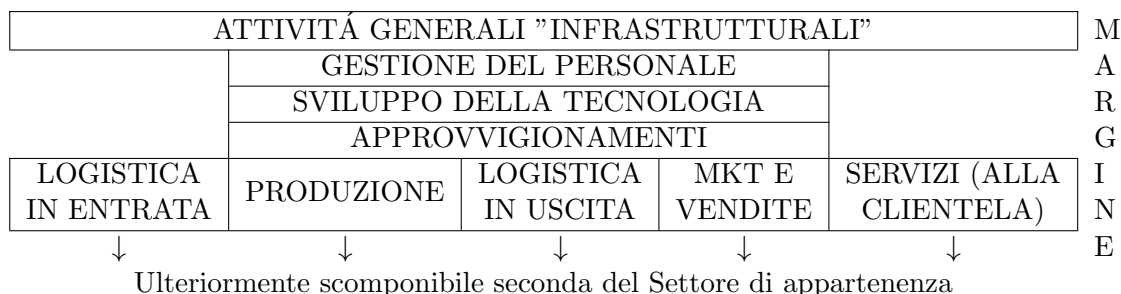 ATTIVITÁ GENERALI ”INFRASTRUTTURALI”
GESTIONE DEL PERSONALE
SVILUPPO DELLA TECNOLOGIA
APPROVVIGIONAMENTI
LOGISTICA
IN ENTRATA
PRODUZIONE
LOGISTICA
IN USCITA
MKT E
VENDITE
SERVIZI (ALLA
CLIENTELA)
M
A
R
G
I
N
E
↓ ↓ ↓ ↓ ↓
Ulteriormente scomponibile seconda del Settore di appartenenza